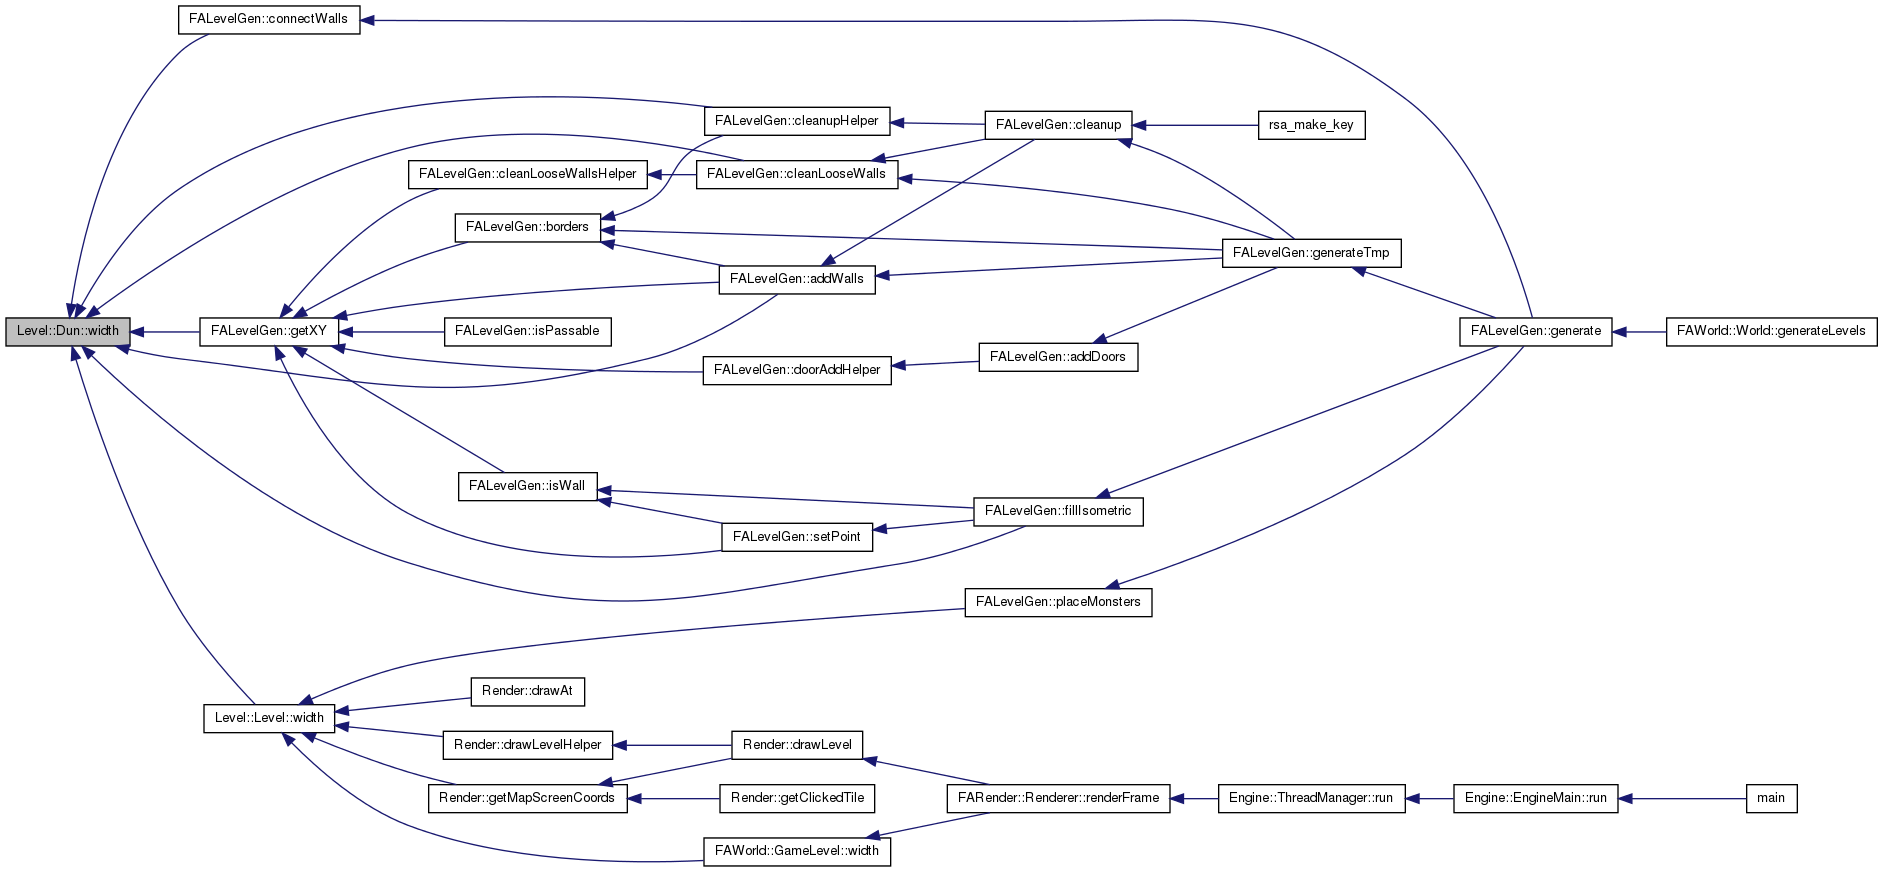 FALevelGen::connectWalls
FALevelGen::cleanupHelper
FALevelGen::cleanup
rsa_make_key
FALevelGen::cleanLooseWallsHelper
FALevelGen::cleanLooseWalls
FALevelGen::borders
FALevelGen::generateTmp
FALevelGen::addWalls
Level::Dun::width
FALevelGen::getXY
FALevelGen::isPassable
FALevelGen::generate
FAWorld::World::generateLevels
FALevelGen::doorAddHelper
FALevelGen::addDoors
FALevelGen::isWall
FALevelGen::fillIsometric
FALevelGen::setPoint
FALevelGen::placeMonsters
Render::drawAt
Level::Level::width
Render::drawLevelHelper
Render::drawLevel
Render::getMapScreenCoords
Render::getClickedTile
FARender::Renderer::renderFrame
Engine::ThreadManager::run
Engine::EngineMain::run
main
FAWorld::GameLevel::width